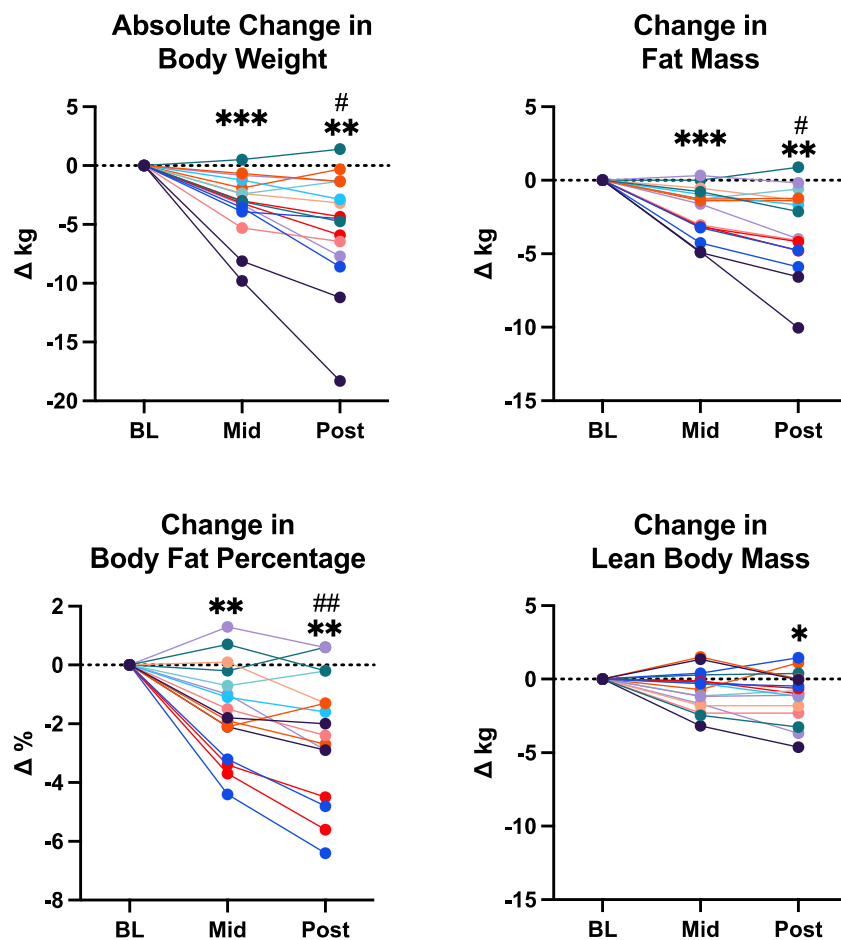 Absolute Change in
Body Weight
Δ kg
5
0
-5
-10
-15
-20
***
#
**
BL Mid Post
Change in
Fat Mass
Δ kg
5
0
-5
-10
-15
***
#
**
BL Mid Post
Change in
Body Fat Percentage
Δ %
2
0
-2
-4
-6
-8
**
##
**
BL Mid Post
Change in
Lean Body Mass
Δ kg
5
0
-5
-10
-15
*
BL Mid Post